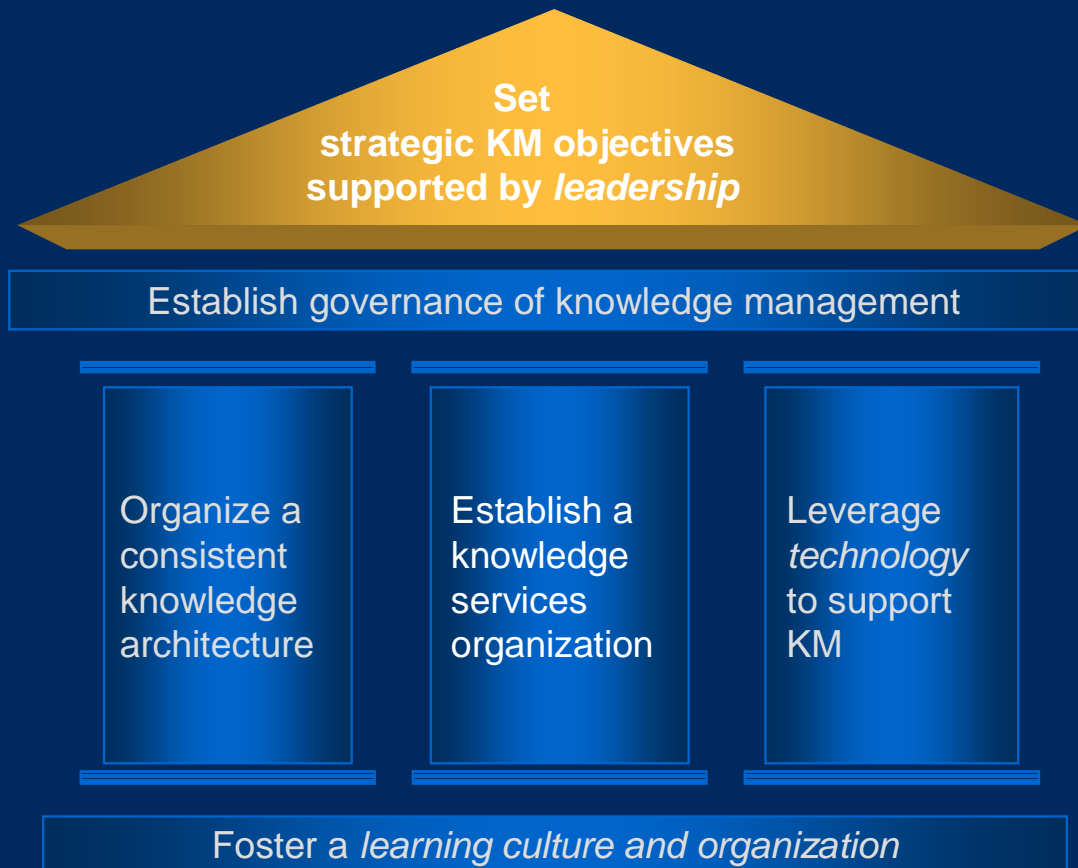 Set
strategic KM objectives
supported by leadership
Establish governance of knowledge management
Organize a
consistent
knowledge
architecture
Establish a
knowledge
services
organization
Leverage
technology
to support
KM
Foster a learning culture and organization